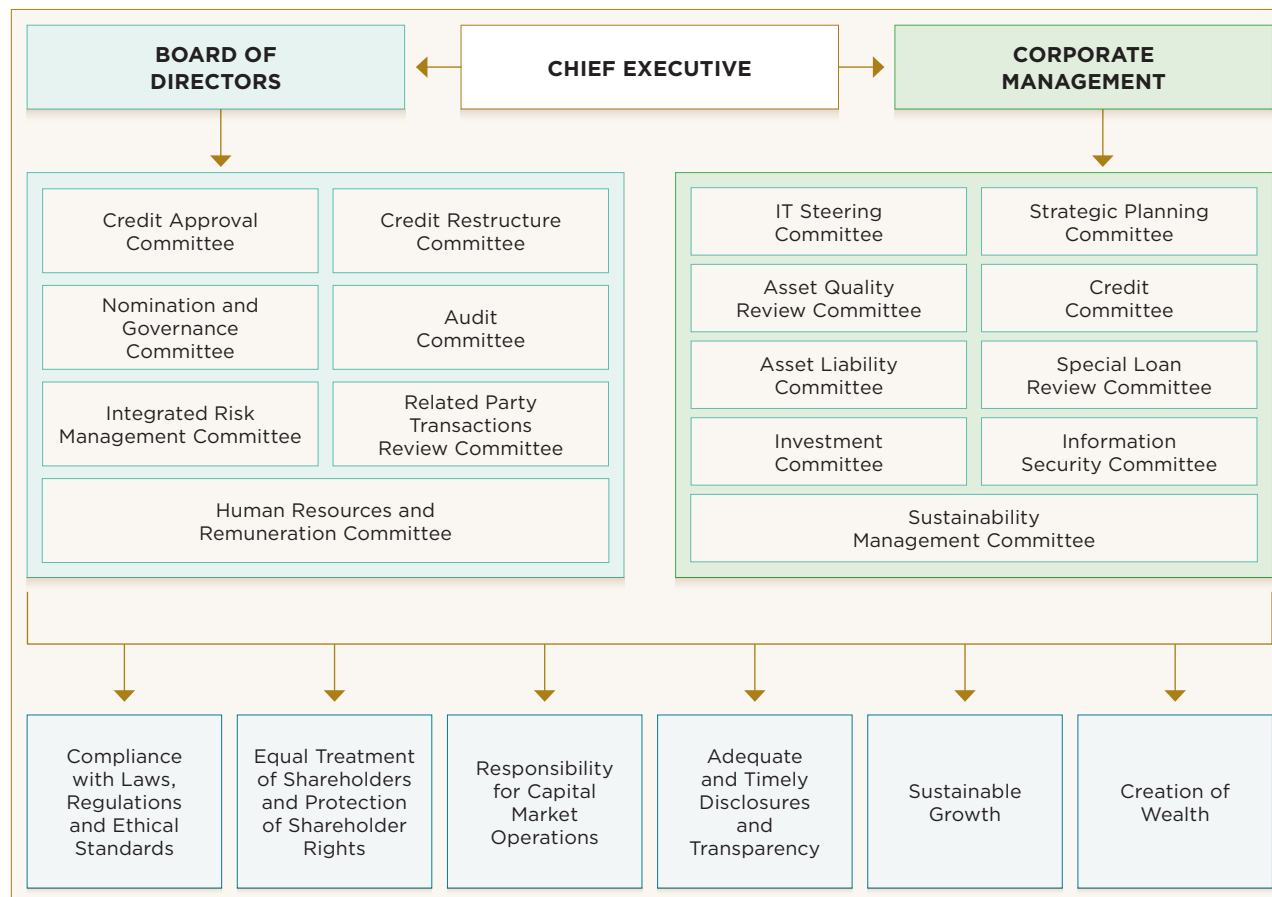 BOARD OF
DIRECTORS
CHIEF EXECUTIVE
CORPORATE
MANAGEMENT
Credit Approval
Committee
Credit Restructure
Committee
Nomination and
Governance
Committee
Audit
Committee
Integrated Risk
Management Committee
Related Party
Transactions
Review Committee
Human Resources and
Remuneration Committee
IT Steering
Committee
Strategic Planning
Committee
Asset Quality
Review Committee
Credit
Committee
Asset Liability
Committee
Special Loan
Review Committee
Investment
Committee
Information
Security Committee
Sustainability
Management Committee
Compliance
with Laws,
Regulations
and Ethical
Standards
Equal Treatment
of Shareholders
and Protection
of Shareholder
Rights
Responsibility
for Capital
Market
Operations
Adequate
and Timely
Disclosures
and
Transparency
Sustainable
Growth
Creation of
Wealth